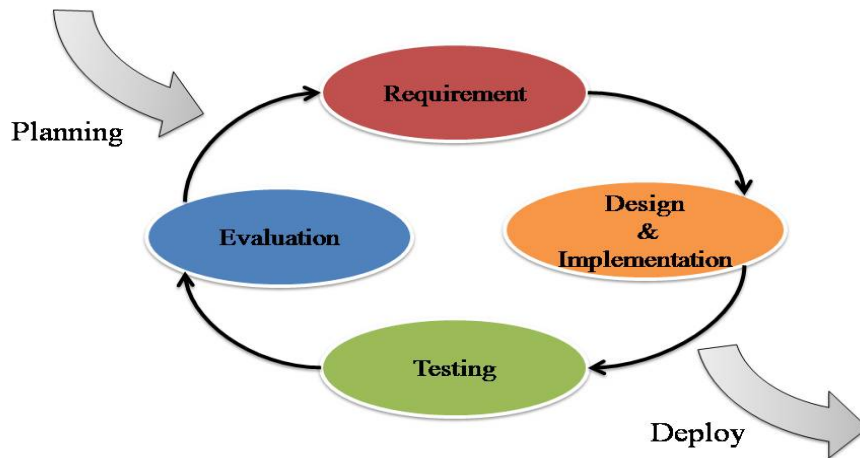 Requirement
Planning
Design
&
Implementation
Evaluation
Testing
Deploy